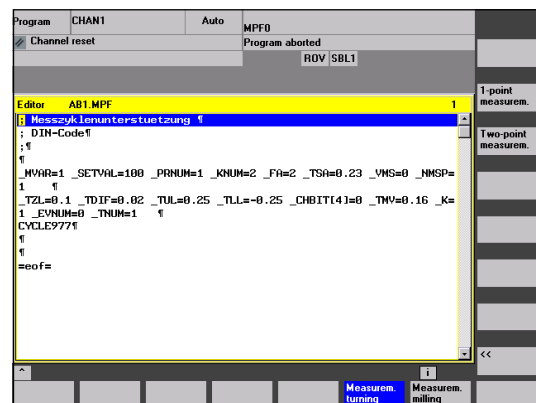 Program CHAN1 Auto MPF0
Channel reset Program aborted
ROV SBL1
1-point
measurem.
Editor AB1.MPF 1
; Messzyklenunterstuetzung ¶
Two-point
measurem.
; DIN-Code¶
;¶
¶
_MVAR=1 _SETVAL=100 _PRNUM=1 _KNUM=2 _FA=2 _TSA=0.23 _VMS=0 _NMSP=
1 ¶
_TZL=0.1 _TDIF=0.02 _TUL=0.25 _TLL=-0.25 _CHBIT[4]=0 _TMV=0.16 _K=
1 _EVNUM=0 _TNUM=1 ¶
CYCLE977¶
¶
¶
=eof=
<<
^ i
Measurem.
turning
Measurem.
milling